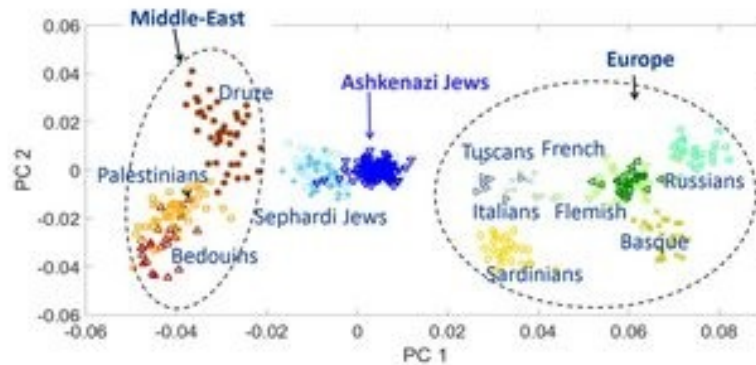 Middle-East
Europe
Druze
Ashkenazi Jews
Palestinians
Tuscans French
Russians
Sephardi Jews
Italians Flemish
Basque
Bedouins
Sardinians
PC 2
0.06
0.04
0.02
0
-0.02
-0.04
-0.06
-0.06 -0.04 -0.02 0 0.02 0.04 0.06 0.08
PC 1